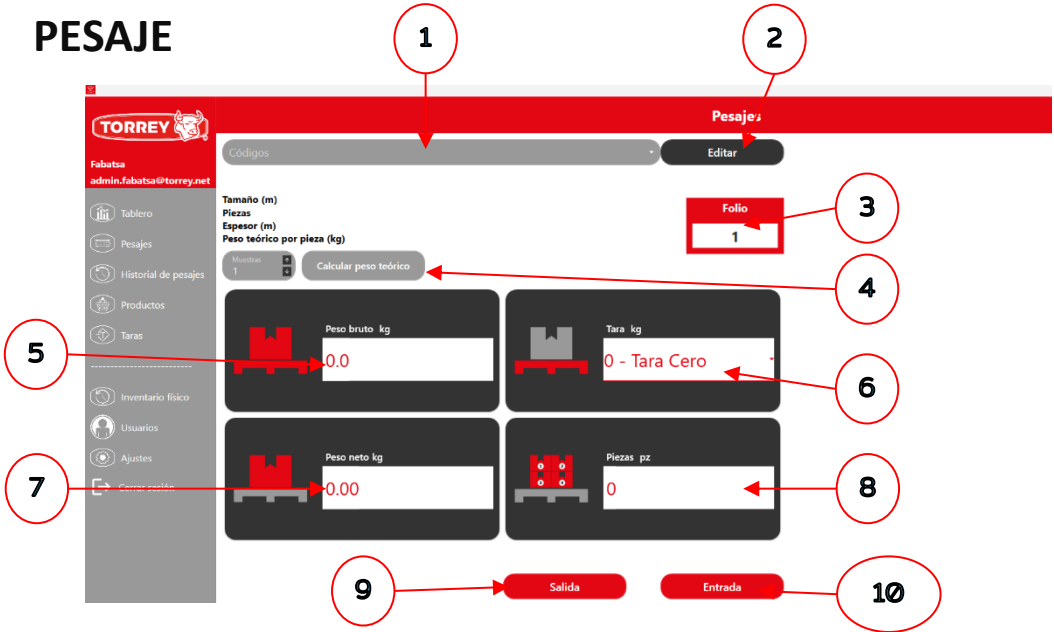 PESAJE
1
2
TORREY
Pesajes
Códigos
Editar
Fabatsa
admin.fabatsa@torrey.net
Tamaño (m)
Piezas
Espesor (m)
Peso teórico por pieza (kg)
Folio
1
3
Muestras
1
Calcular peso teórico
4
Tablero
Pesajes
Historial de pesajes
Productos
Taras
--------------------
Inventario físico
Usuarios
Ajustes
Cerrar sesión
5
Peso bruto kg
0.0
Tara kg
0 - Tara Cero
6
7
Peso neto kg
0.00
Piezas pz
0
8
9
Salida
Entrada
10